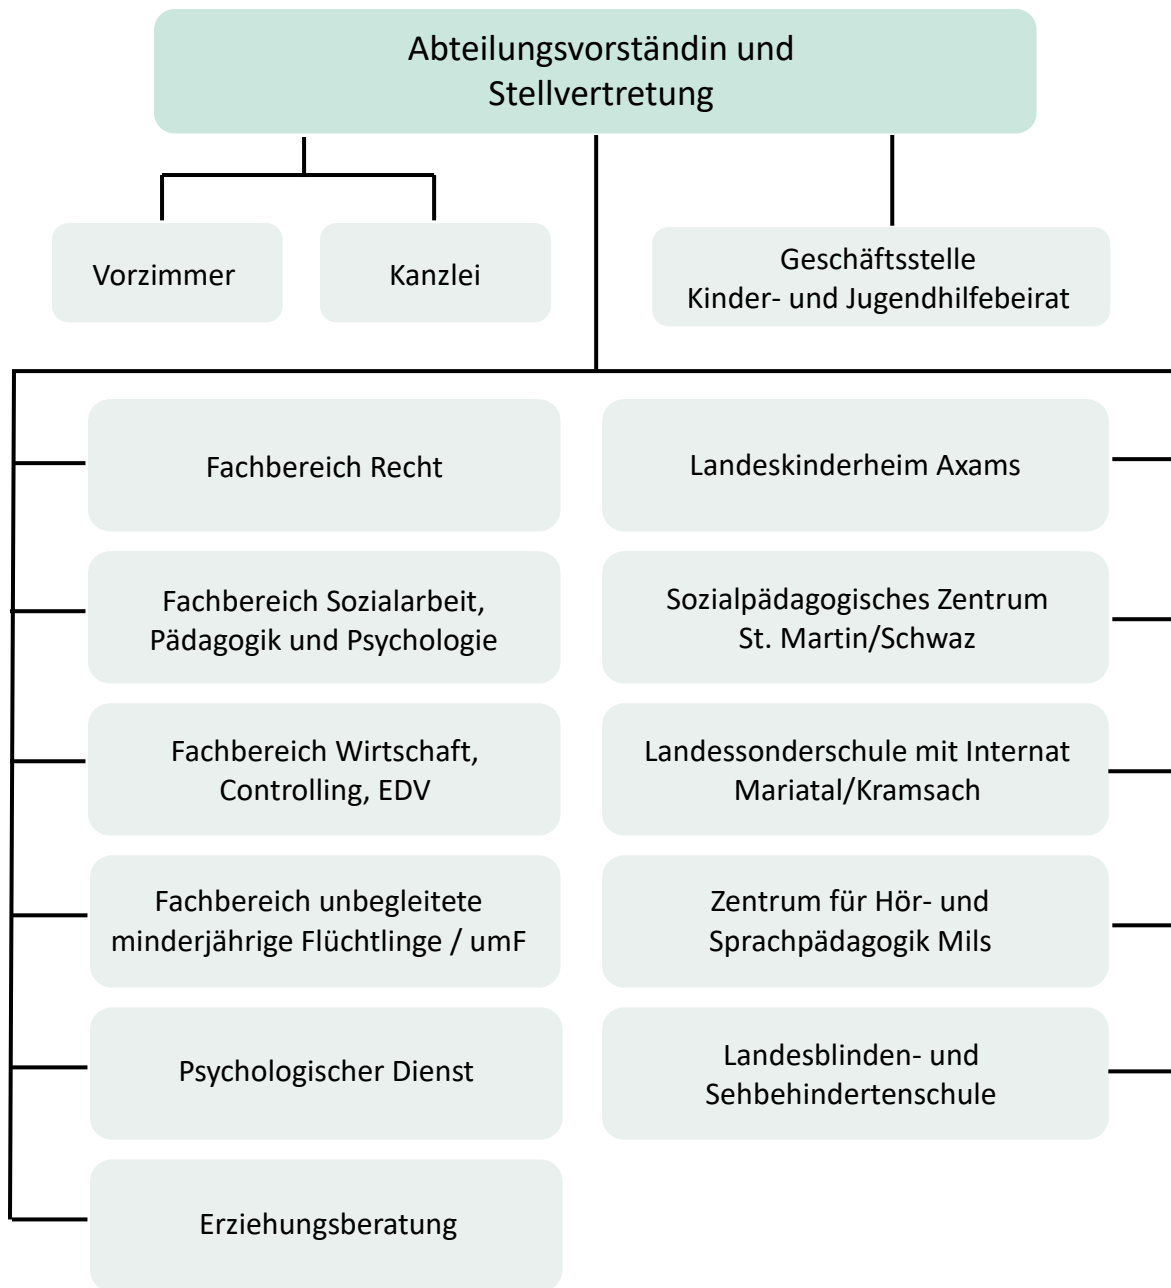 Abteilungsvorständin und
Stellvertretung
Vorzimmer
Kanzlei
Geschäftsstelle
Kinder- und Jugendhilfebeirat
Fachbereich Recht
Landeskinderheim Axams
Fachbereich Sozialarbeit,
Pädagogik und Psychologie
Sozialpädagogisches Zentrum
St. Martin/Schwaz
Fachbereich Wirtschaft,
Controlling, EDV
Landessonderschule mit Internat
Mariatal/Kramsach
Fachbereich unbegleitete
minderjährige Flüchtlinge / umF
Zentrum für Hör- und
Sprachpädagogik Mils
Psychologischer Dienst
Landesblinden- und
Sehbehindertenschule
Erziehungsberatung